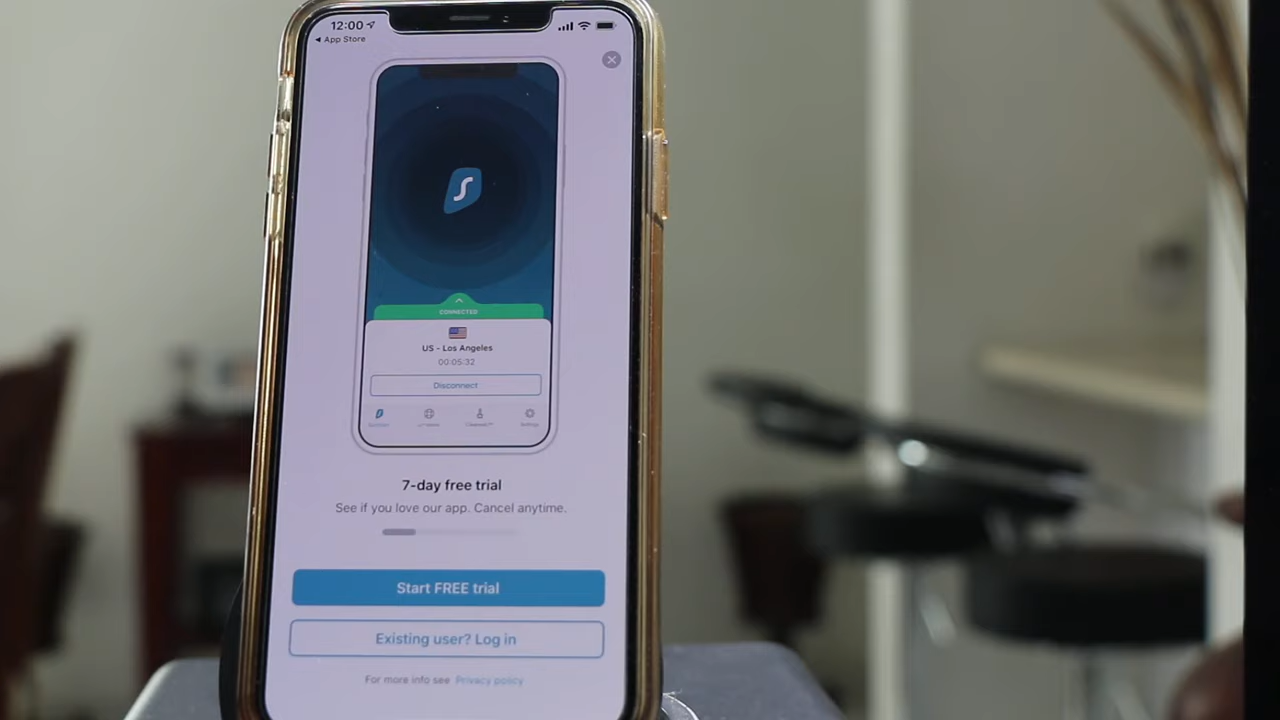 12:00
App Store
CONNECTED
US - Los Angeles
00:05:32
Disconnect
Settings
7-day free trial
See if you love our app. Cancel anytime.
Start FREE trial
Existing user? Log in
For more info see Privacy policy